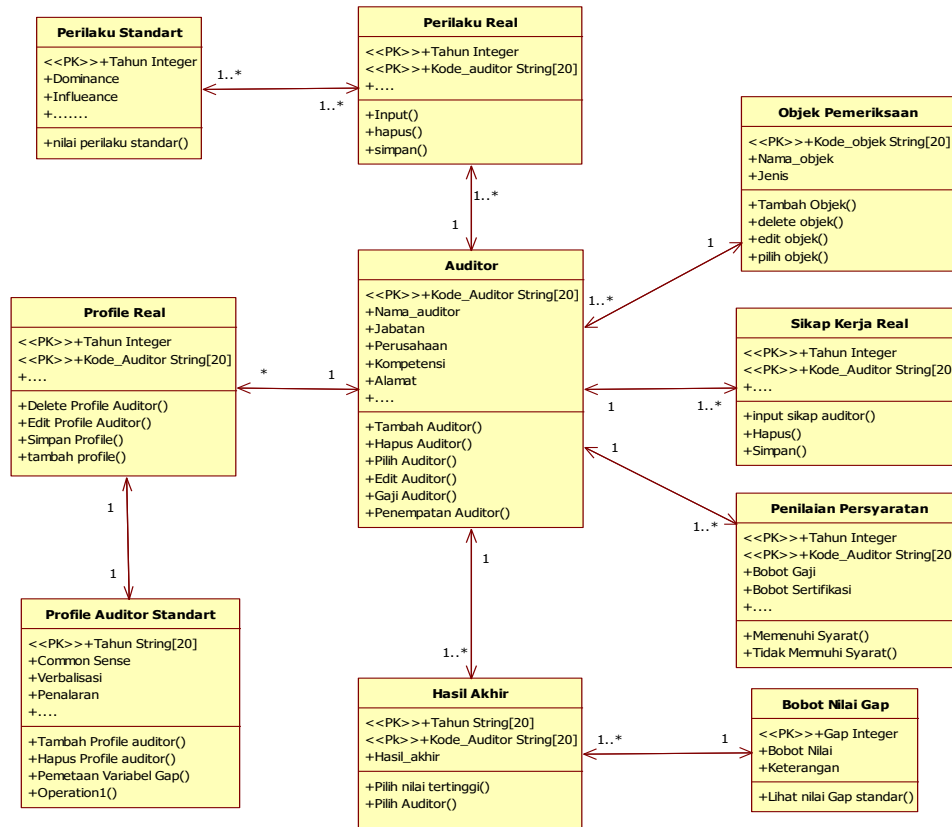 Perilaku Standart
<<PK>>+Tahun Integer
+Dominance
+Influeance
+.......
+nilai perilaku standar()
1..*
1..*
Perilaku Real
<<PK>>+Tahun Integer
<<PK>>+Kode_auditor String[20]
+....
+Input()
+hapus()
+simpan()
1..*
1
Objek Pemeriksaan
<<PK>>+Kode_objek String[20]
+Nama_objek
+Jenis
+Tambah Objek()
+delete objek()
+edit objek()
+pilih objek()
1
1..*
Auditor
<<PK>>+Kode_Auditor String[20]
+Nama_auditor
+Jabatan
+Perusahaan
+Kompetensi
+Alamat
+....
+Tambah Auditor()
+Hapus Auditor()
+Pilih Auditor()
+Edit Auditor()
+Gaji Auditor()
+Penempatan Auditor()
Profile Real
<<PK>>+Tahun Integer
<<PK>>+Kode_Auditor String[20]
+....
+Delete Profile Auditor()
+Edit Profile Auditor()
+Simpan Profile()
+tambah profile()
*
1
Sikap Kerja Real
<<PK>>+Tahun Integer
<<PK>>+Kode_Auditor String[20
+....
+input sikap auditor()
+Hapus()
+Simpan()
1
1..*
1
1..*
Penilaian Persyaratan
<<PK>>+Tahun Integer
<<PK>>+Kode_Auditor String[20
+Bobot Gaji
+Bobot Sertifikasi
+....
+Memenuhi Syarat()
+Tidak Memnuhi Syarat()
1
1
Profile Auditor Standart
<<PK>>+Tahun String[20]
+Common Sense
+Verbalisasi
+Penalaran
+....
+Tambah Profile auditor()
+Hapus Profile auditor()
+Pemetaan Variabel Gap()
+Operation1()
1
1..*
Hasil Akhir
<<PK>>+Tahun String[20]
<<Pk>>+Kode_Auditor String[20]
+Hasil_akhir
+Pilih nilai tertinggi()
+Pilih Auditor()
1..*
1
Bobot Nilai Gap
<<PK>>+Gap Integer
+Bobot Nilai
+Keterangan
+Lihat nilai Gap standar()